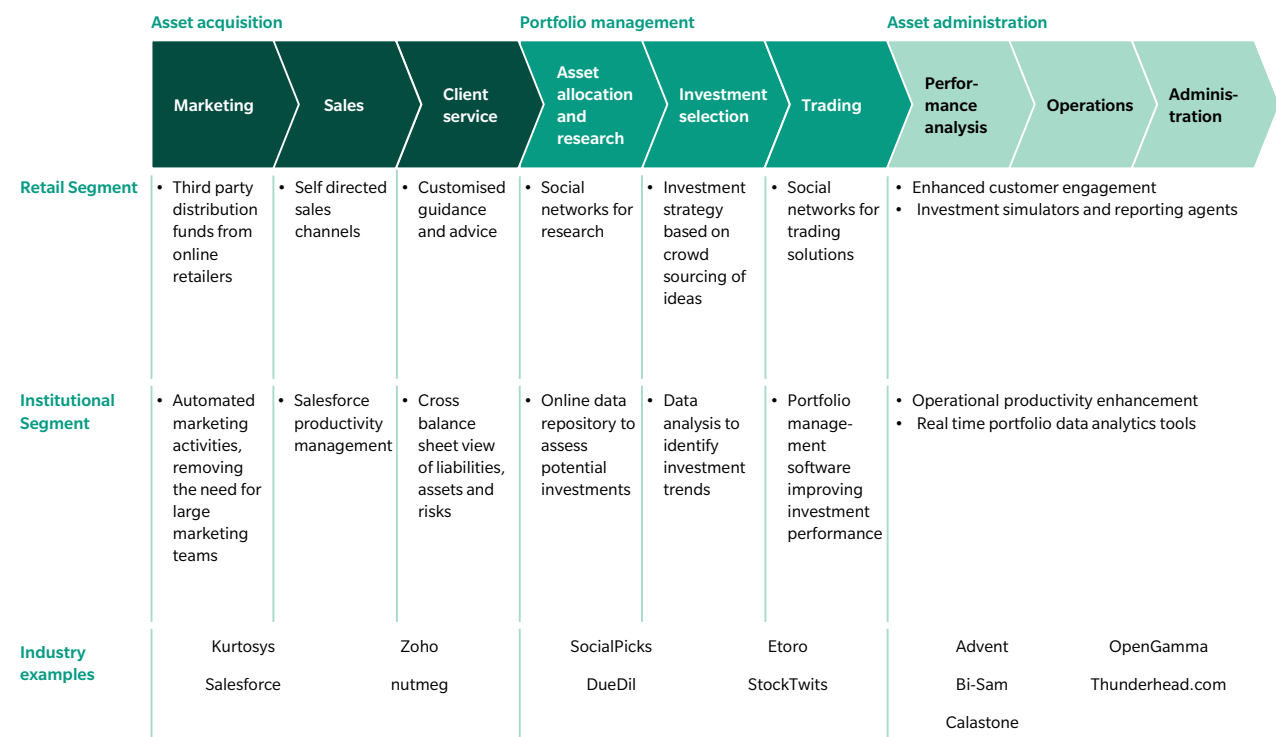 Asset acquisition
Portfolio management
Asset administration
Marketing
Sales
Client
service
Asset
allocation
and
research
Investment
selection
Trading
Perfor-
mance
analysis
Operations
Adminis-
tration
Retail Segment
• Third party
distribution
funds from
online
retailers
• Self directed
sales
channels
• Customised
guidance
and advice
• Social
networks for
research
• Investment
strategy
based on
crowd
sourcing of
ideas
• Social
networks for
trading
solutions
• Enhanced customer engagement
• Investment simulators and reporting agents
Institutional
Segment
• Automated
marketing
activities,
removing
the need for
large
marketing
teams
• Salesforce
productivity
management
• Cross
balance
sheet view
of liabilities,
assets and
risks
• Online data
repository to
assess
potential
investments
• Data
analysis to
identify
investment
trends
• Portfolio
manage-
ment
software
improving
investment
performance
• Operational productivity enhancement
• Real time portfolio data analytics tools
Industry
examples
Kurtosys
Zoho
Salesforce
nutmeg
SocialPicks
Etoro
DueDil
StockTwits
Advent
OpenGamma
Bi-Sam
Thunderhead.com
Calastone